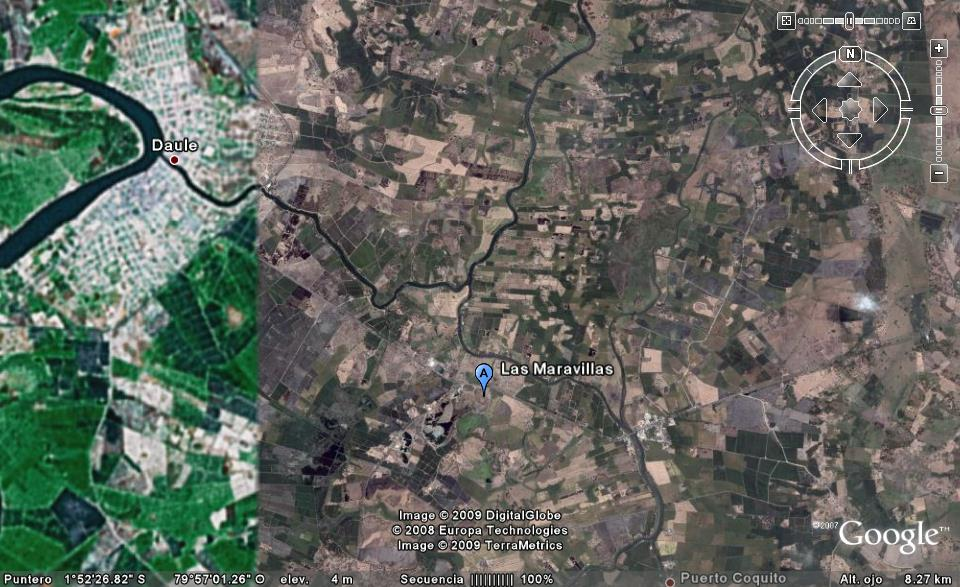 N
Daule
A
Las Maravillas
Image © 2009 DigitalGlobe
© 2008 Europa Technologies
Image © 2009 TerraMetrics
©2007 Google™
Puntero 1°52'26.82" S 79°57'01.26" O elev. 4 m Secuencia |||||||||| 100% Alt. ojo 8.27 km
Puerto Coquito